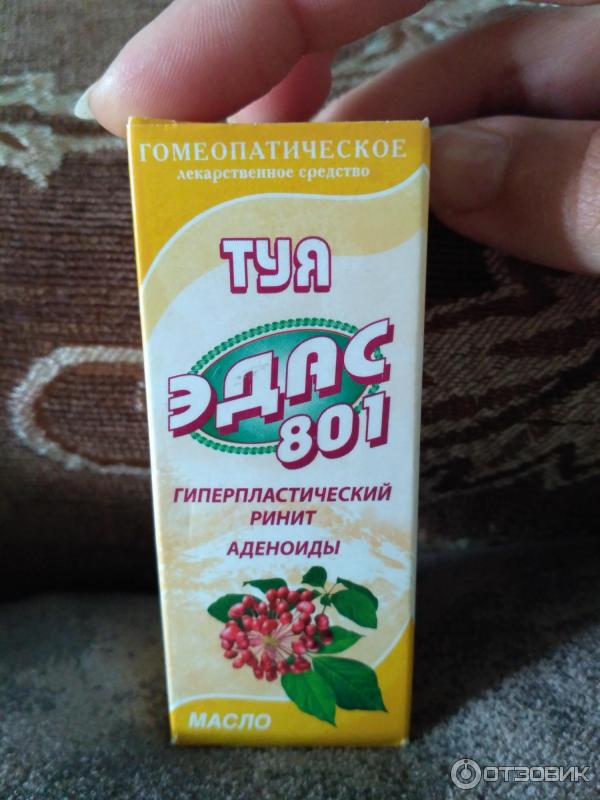 ГОМЕОПАТИЧЕСКОЕ
лекарственное средство
ТУЯ
ЭДАС
801
ГИПЕРПЛАСТИЧЕСКИЙ
РИНИТ
АДЕНОИДЫ
МАСЛО
ОТЗОВИК